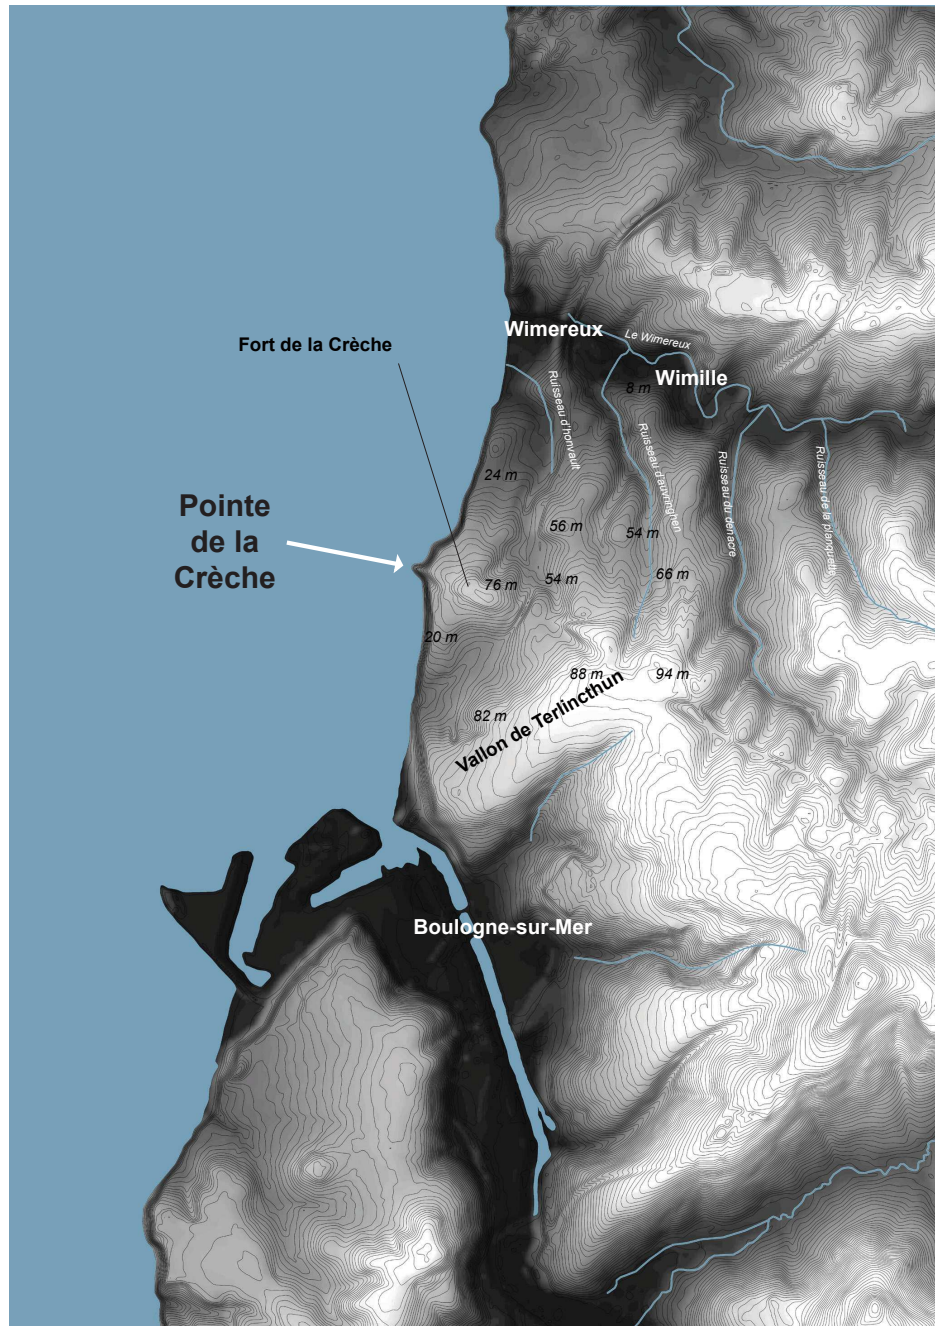 Wimereux
Le Wimereux
Fort de la Crèche
Wimille
8 m
Ruisseau d'honvault
Ruisseau d'auvringhen
Ruisseau du denacre
Ruisseau de la planquette
24 m
Pointe
de la
Crèche
56 m
54 m
76 m
54 m
66 m
20 m
88 m
94 m
82 m
Vallon de Terlincthun
Boulogne-sur-Mer